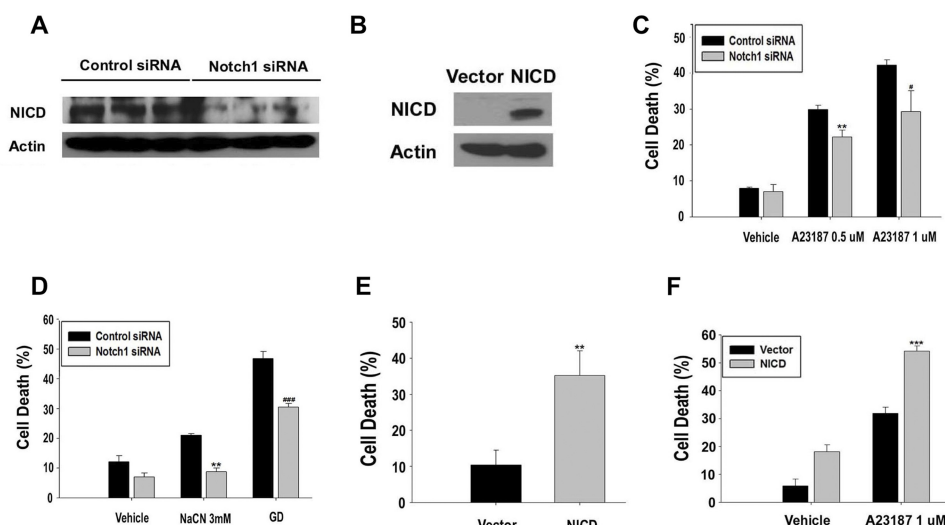 A
Control siRNA Notch1 siRNA
NICD
Actin
B
Vector NICD
NICD
Actin
C
Control siRNA
Notch1 siRNA
Cell Death (%)
50
40
30
20
10
0
**
#
Vehicle A23187 0.5 uM A23187 1 uM
D
Control siRNA
Notch1 siRNA
Cell Death (%)
60
50
40
30
20
10
0
**
###
Vehicle NaCN 3mM GD
E
Cell Death (%)
50
40
30
20
10
0
**
Vector NICD
F
Vector
NICD
Cell Death (%)
60
50
40
30
20
10
0
***
Vehicle A23187 1 uM